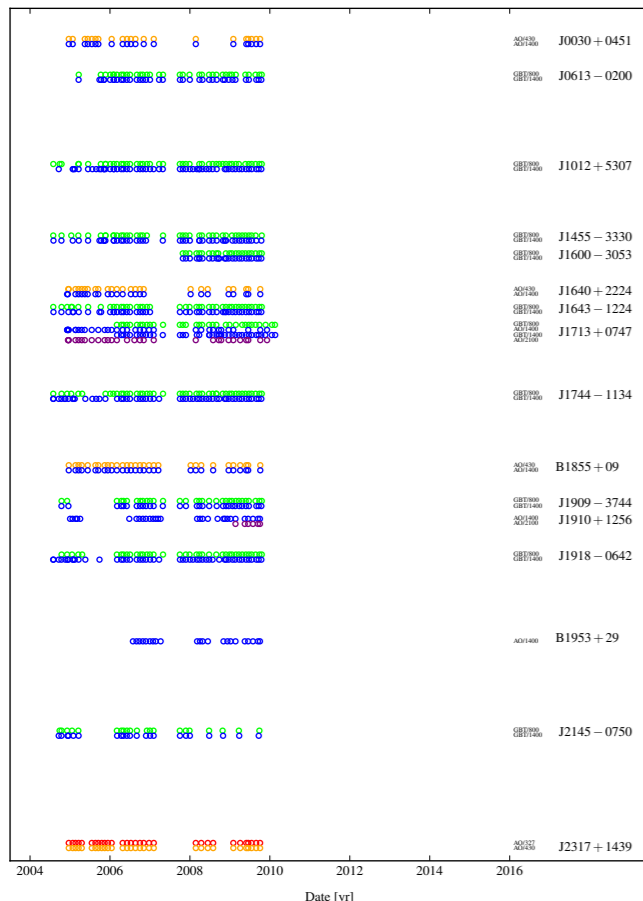 AO/430 J0030 + 0451
AO/1400
GBT/800 J0613 − 0200
GBT/1400
GBT/800 J1012 + 5307
GBT/1400
GBT/800 J1455 − 3330
GBT/1400
GBT/800 J1600 − 3053
GBT/1400
AO/430 J1640 + 2224
AO/1400
GBT/800 J1643 − 1224
GBT/1400
GBT/800
AO/1400 J1713 + 0747
GBT/1400
AO/2100
GBT/800 J1744 − 1134
GBT/1400
AO/430 B1855 + 09
AO/1400
GBT/800 J1909 − 3744
GBT/1400
AO/1400 J1910 + 1256
AO/2100
GBT/800 J1918 − 0642
GBT/1400
AO/1400 B1953 + 29
GBT/800 J2145 − 0750
GBT/1400
AO/327 J2317 + 1439
AO/430
2004 2006 2008 2010 2012 2014 2016
Date [yr]